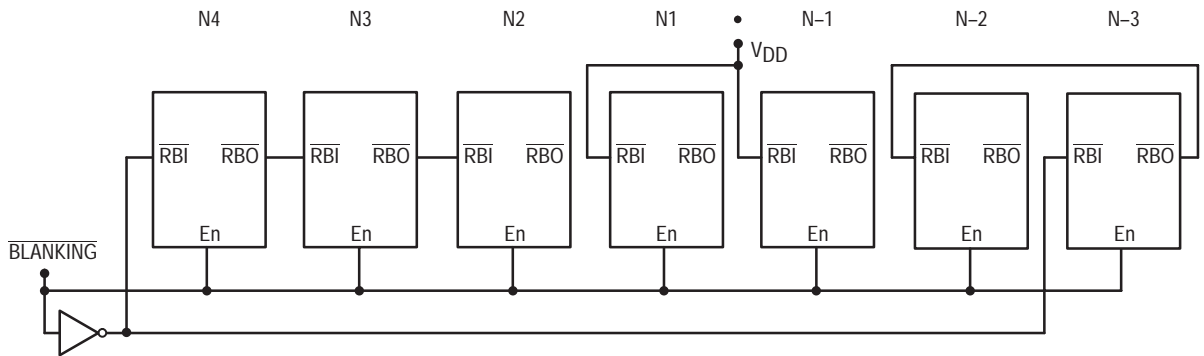 N4 N3 N2 N1 • N–1 N–2 N–3
VDD
RBI RBO RBI RBO RBI RBO RBI RBO RBI RBO RBI RBO RBI RBO
En En En En En En En
BLANKING